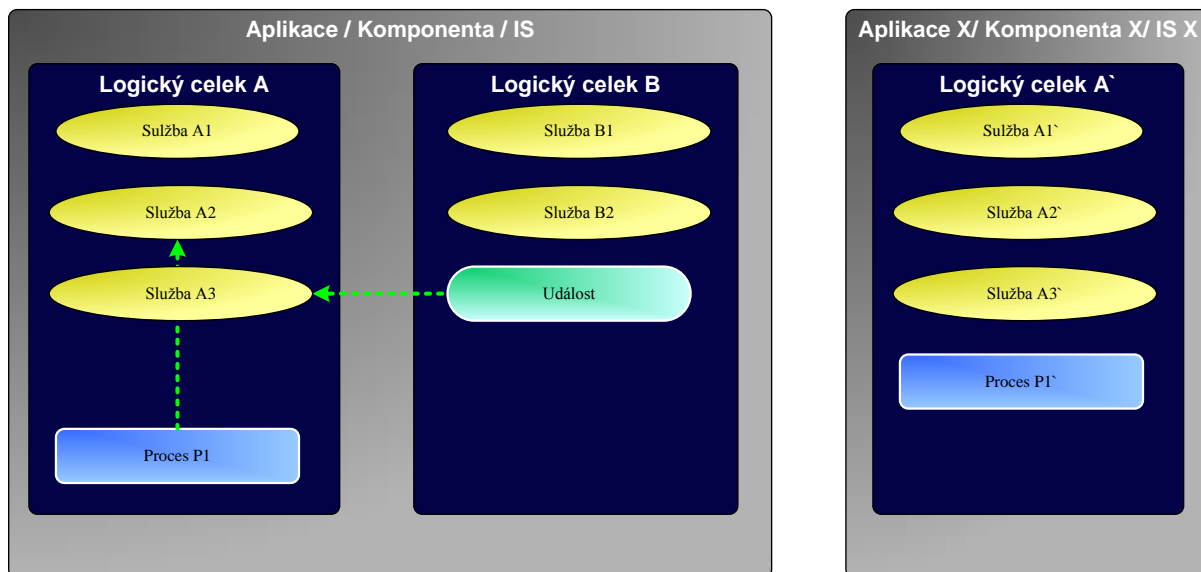 Aplikace / Komponenta / IS
Logický celek A
Sulžba A1
Služba A2
Služba A3
Proces P1
Logický celek B
Služba B1
Služba B2
Událost
Aplikace X/ Komponenta X/ IS X
Logický celek A`
Sulžba A1`
Služba A2`
Služba A3`
Proces P1`